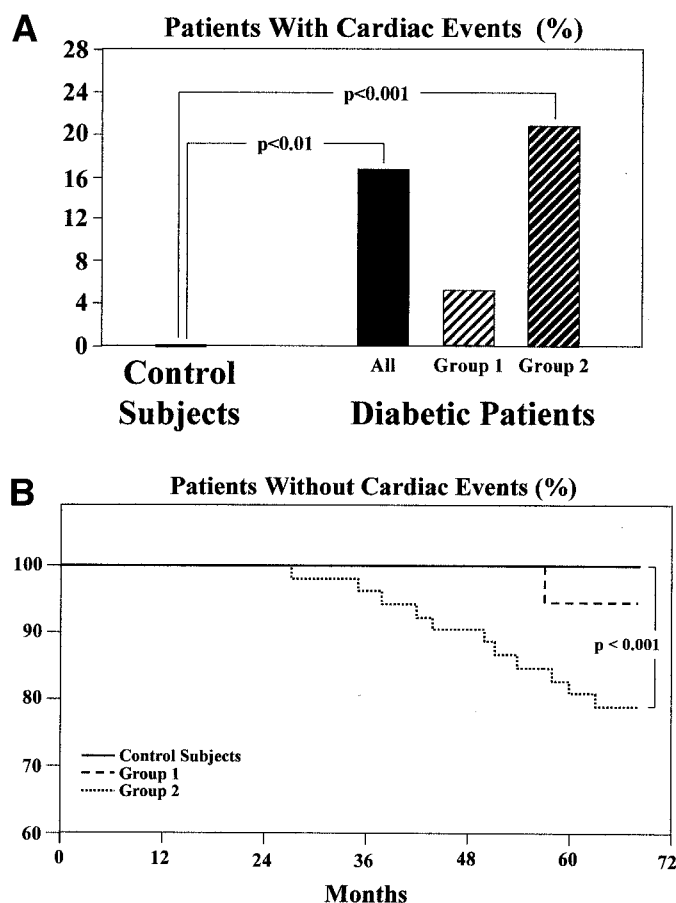 A
Patients With Cardiac Events (%)
28
24
20
16
12
8
4
0
p<0.001
p<0.01
All Group 1 Group 2
Control
Subjects
Diabetic Patients
B
Patients Without Cardiac Events (%)
100
90
80
70
60
p < 0.001
Control Subjects
Group 1
Group 2
0 12 24 36 48 60 72
Months